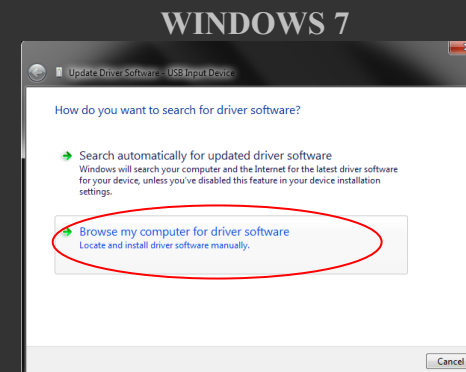 WINDOWS 7
Update Driver Software - USB Input Device
How do you want to search for driver software?
Search automatically for updated driver software
Windows will search your computer and the Internet for the latest driver software
for your device, unless you've disabled this feature in your device installation
settings.
Browse my computer for driver software
Locate and install driver software manually.
Cancel